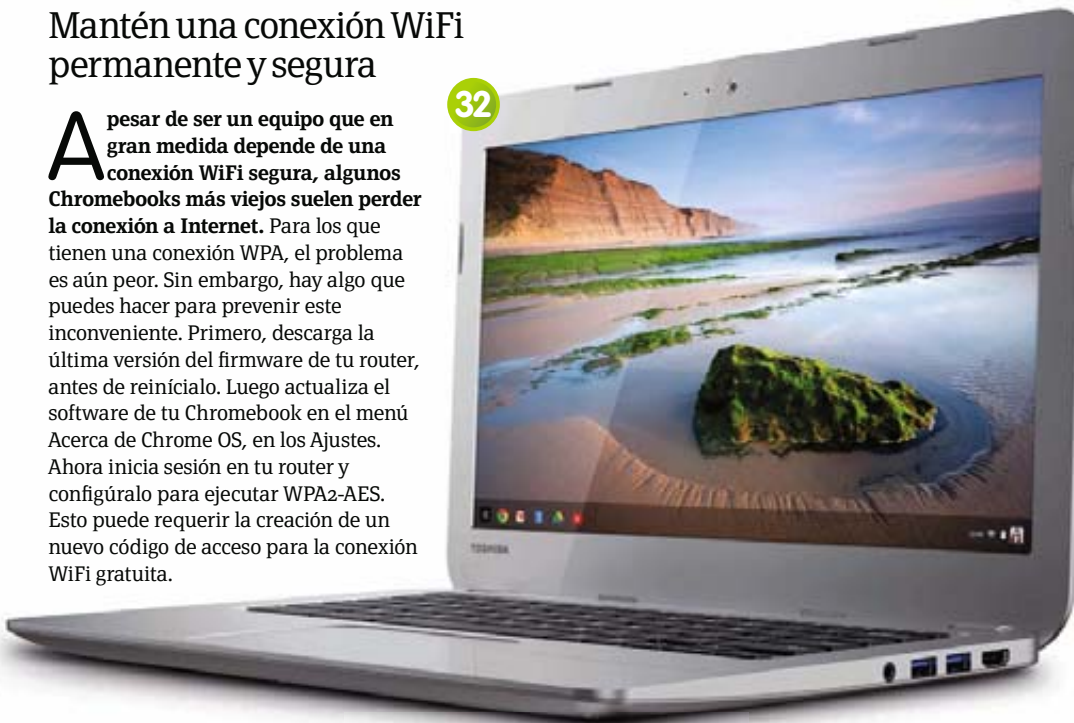 Mantén una conexión WiFi
permanente y segura
32
A pesar de ser un equipo que en
gran medida depende de una
conexión WiFi segura, algunos
Chromebooks más viejos suelen perder
la conexión a Internet. Para los que
tienen una conexión WPA, el problema
es aún peor. Sin embargo, hay algo que
puedes hacer para prevenir este
inconveniente. Primero, descarga la
última versión del firmware de tu router,
antes de reinícialo. Luego actualiza el
software de tu Chromebook en el menú
Acerca de Chrome OS, en los Ajustes.
Ahora inicia sesión en tu router y
configúralo para ejecutar WPA2-AES.
Esto puede requerir la creación de un
nuevo código de acceso para la conexión
WiFi gratuita.
TOSHIBA